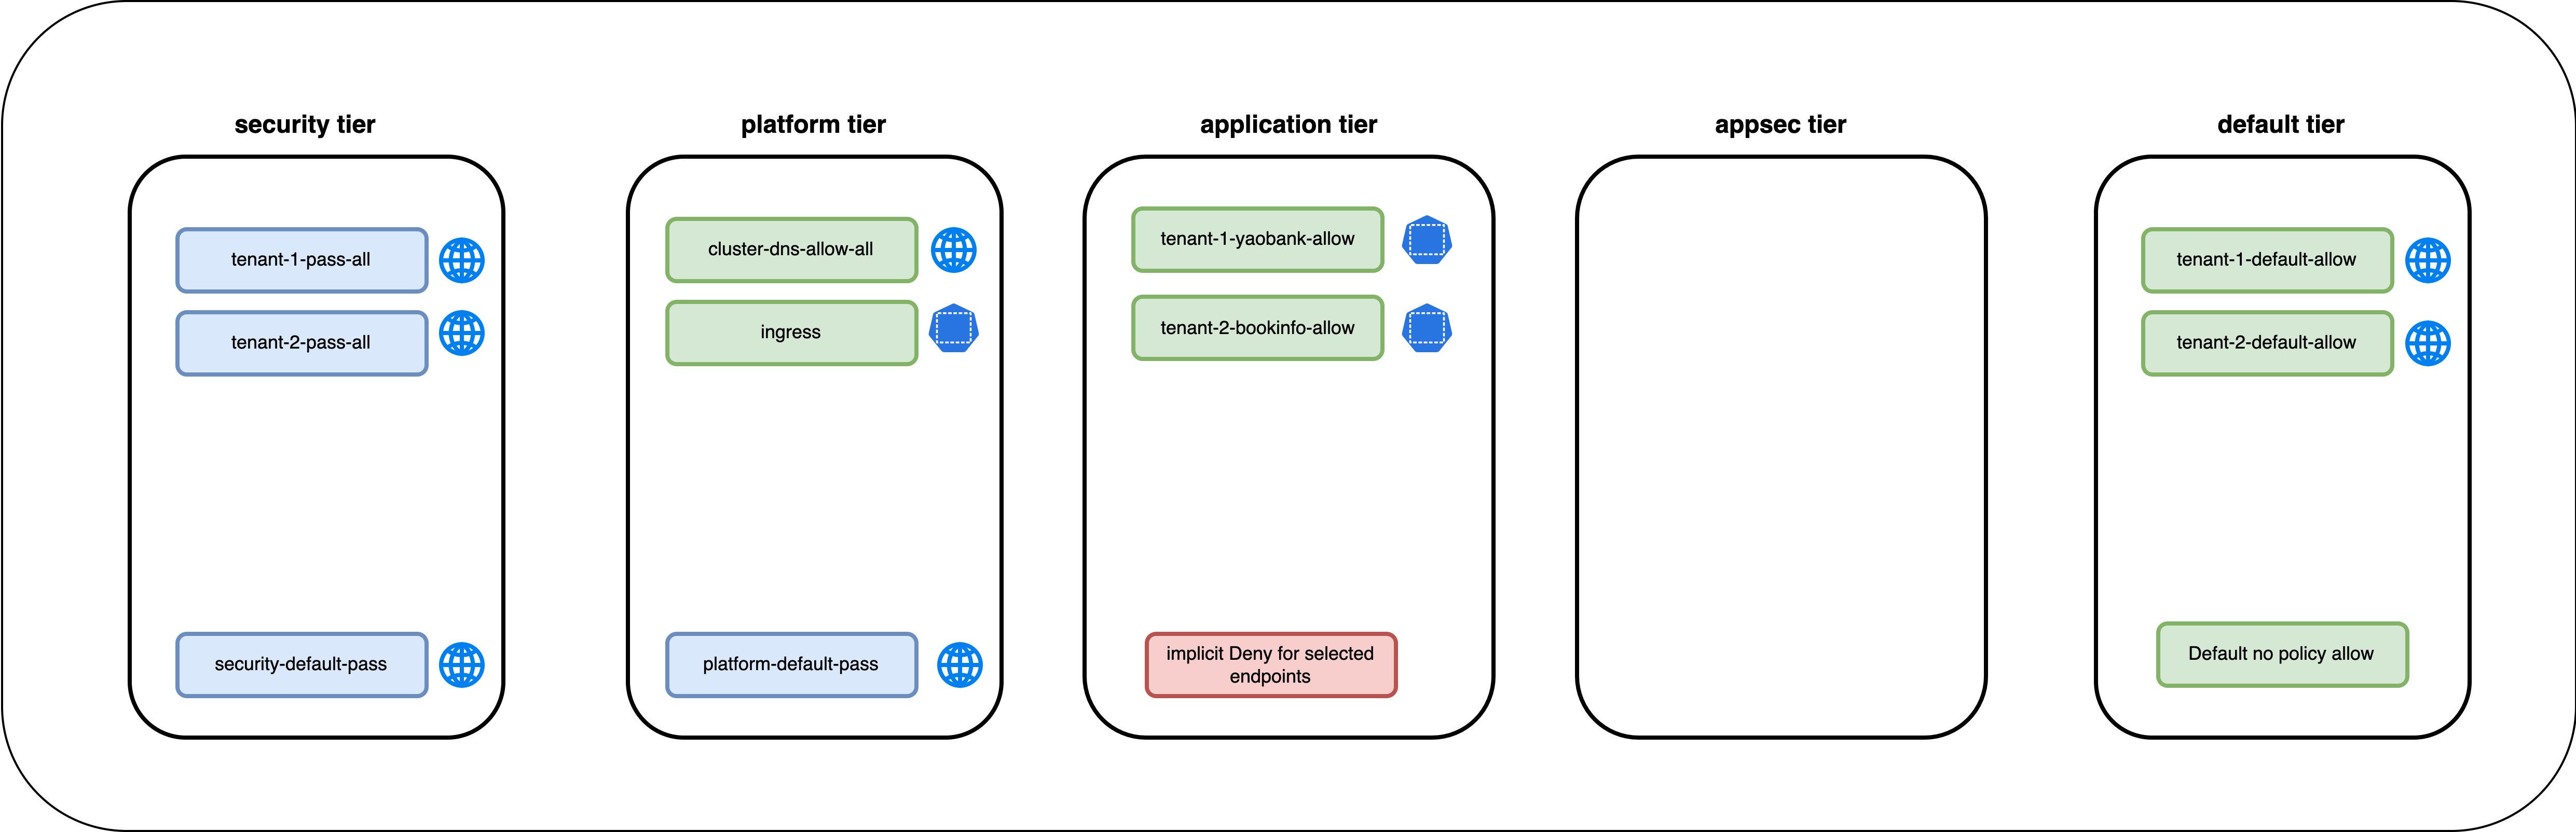 security tier
tenant-1-pass-all
tenant-2-pass-all
security-default-pass
platform tier
cluster-dns-allow-all
ingress
platform-default-pass
application tier
tenant-1-yaobank-allow
tenant-2-bookinfo-allow
implicit Deny for selected
endpoints
appsec tier
default tier
tenant-1-default-allow
tenant-2-default-allow
Default no policy allow